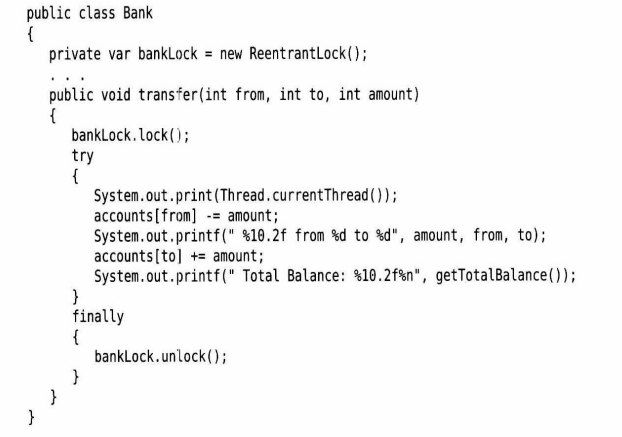 public class Bank
{
   private var bankLock = new ReentrantLock();
   . . .
   public void transfer(int from, int to, int amount)
   {
      bankLock.lock();
      try
      {
         System.out.print(Thread.currentThread());
         accounts[from] -= amount;
         System.out.printf(" %10.2f from %d to %d", amount, from, to);
         accounts[to] += amount;
         System.out.printf(" Total Balance: %10.2f%n", getTotalBalance());
      }
      finally
      {
         bankLock.unlock();
      }
   }
}